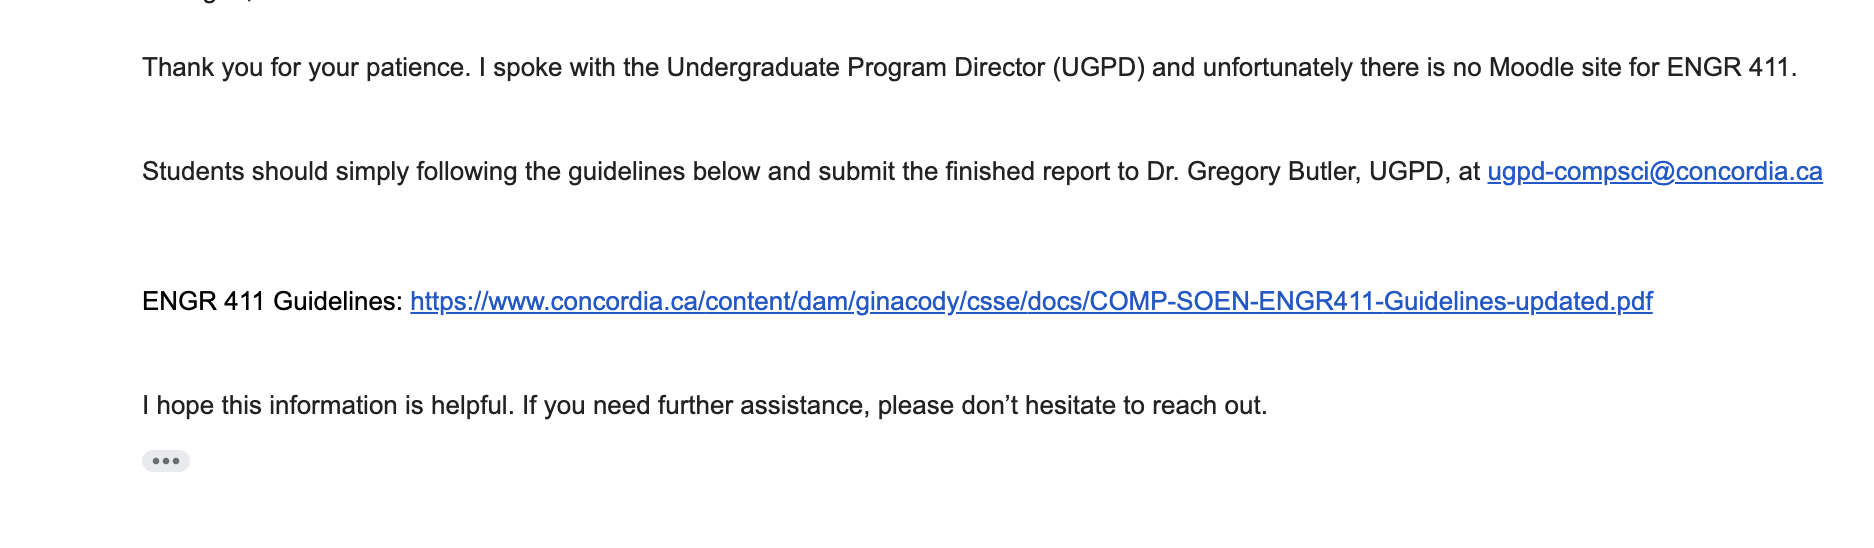 Thank you for your patience. I spoke with the Undergraduate Program Director (UGPD) and unfortunately there is no Moodle site for ENGR 411.
Students should simply following the guidelines below and submit the finished report to Dr. Gregory Butler, UGPD, at ugpd-compsci@concordia.ca
ENGR 411 Guidelines: https://www.concordia.ca/content/dam/ginacody/csse/docs/COMP-SOEN-ENGR411-Guidelines-updated.pdf
I hope this information is helpful. If you need further assistance, please don’t hesitate to reach out.